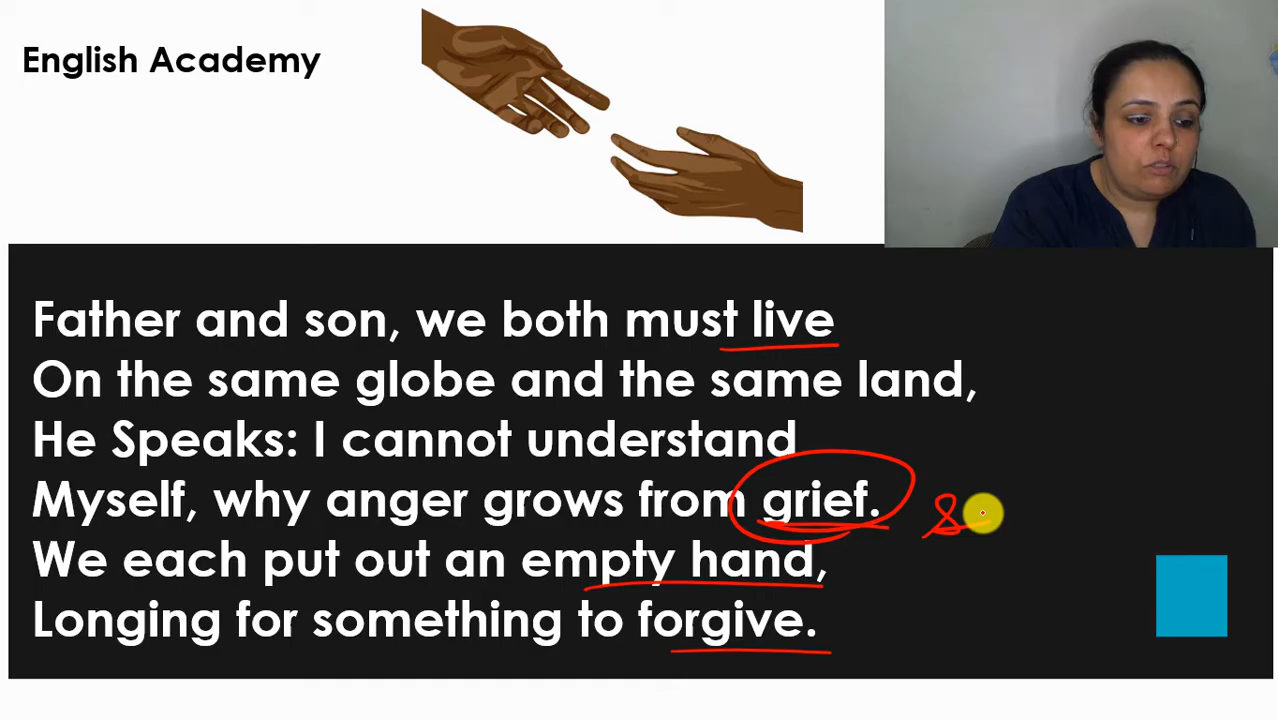 English Academy
Father and son, we both must live
On the same globe and the same land,
He Speaks: I cannot understand
Myself, why anger grows from grief.
We each put out an empty hand,
Longing for something to forgive.